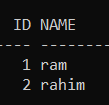 ID NAME
---- --------
1 ram
2 rahim